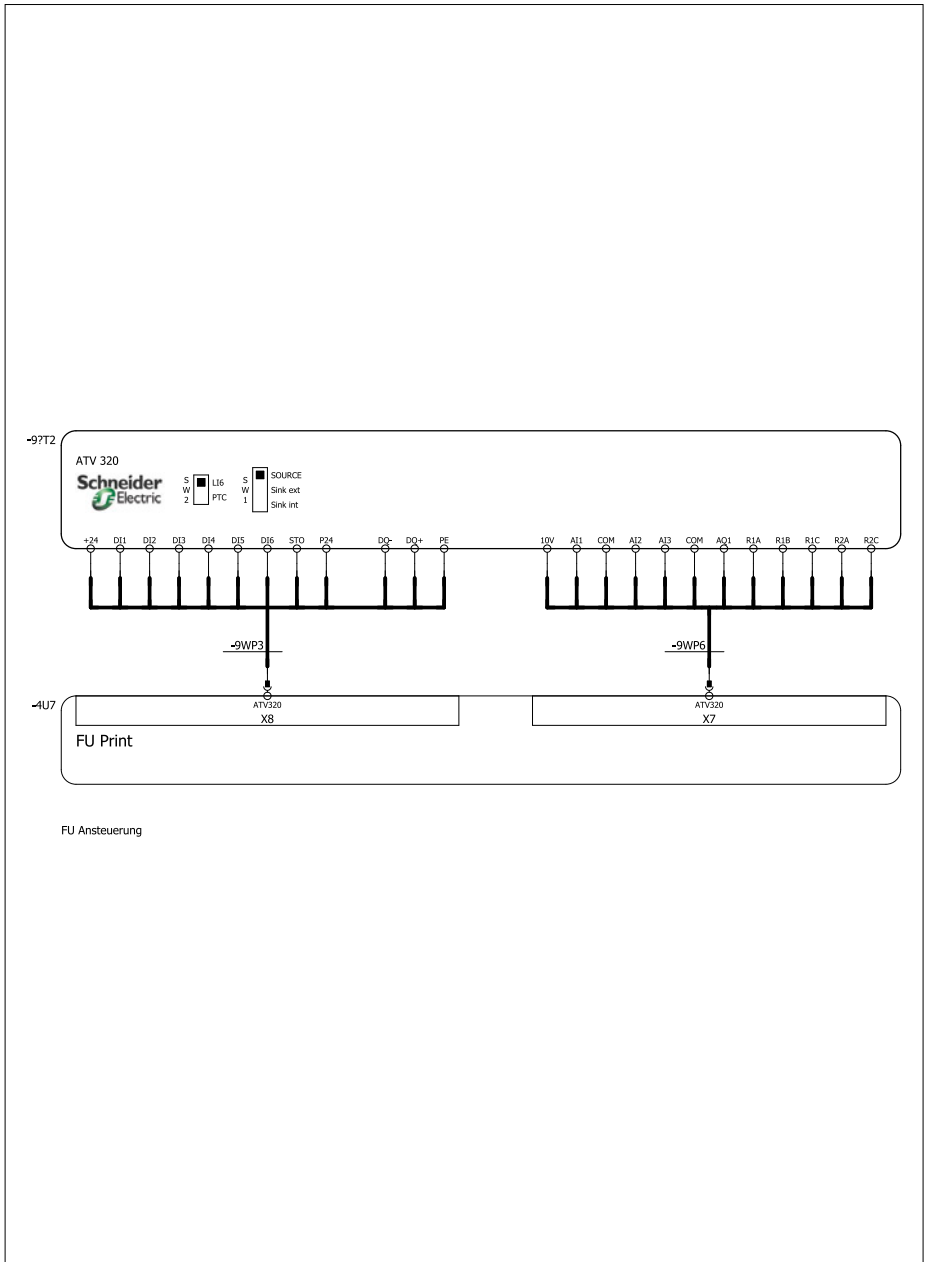 -9?T2
ATV 320
Schneider
Electric
SW2
LI6
PTC
SW1
SOURCE
Sink ext
Sink int
+24 DI1 DI2 DI3 DI4 DI5 DI6 STO P24 DQ- DQ+ PE 10V AI1 COM AI2 AI3 COM AQ1 R1A R1B R1C R2A R2C
-9WP3 -9WP6
-4U7
ATV320 ATV320
X8 X7
FU Print
FU Ansteuerung